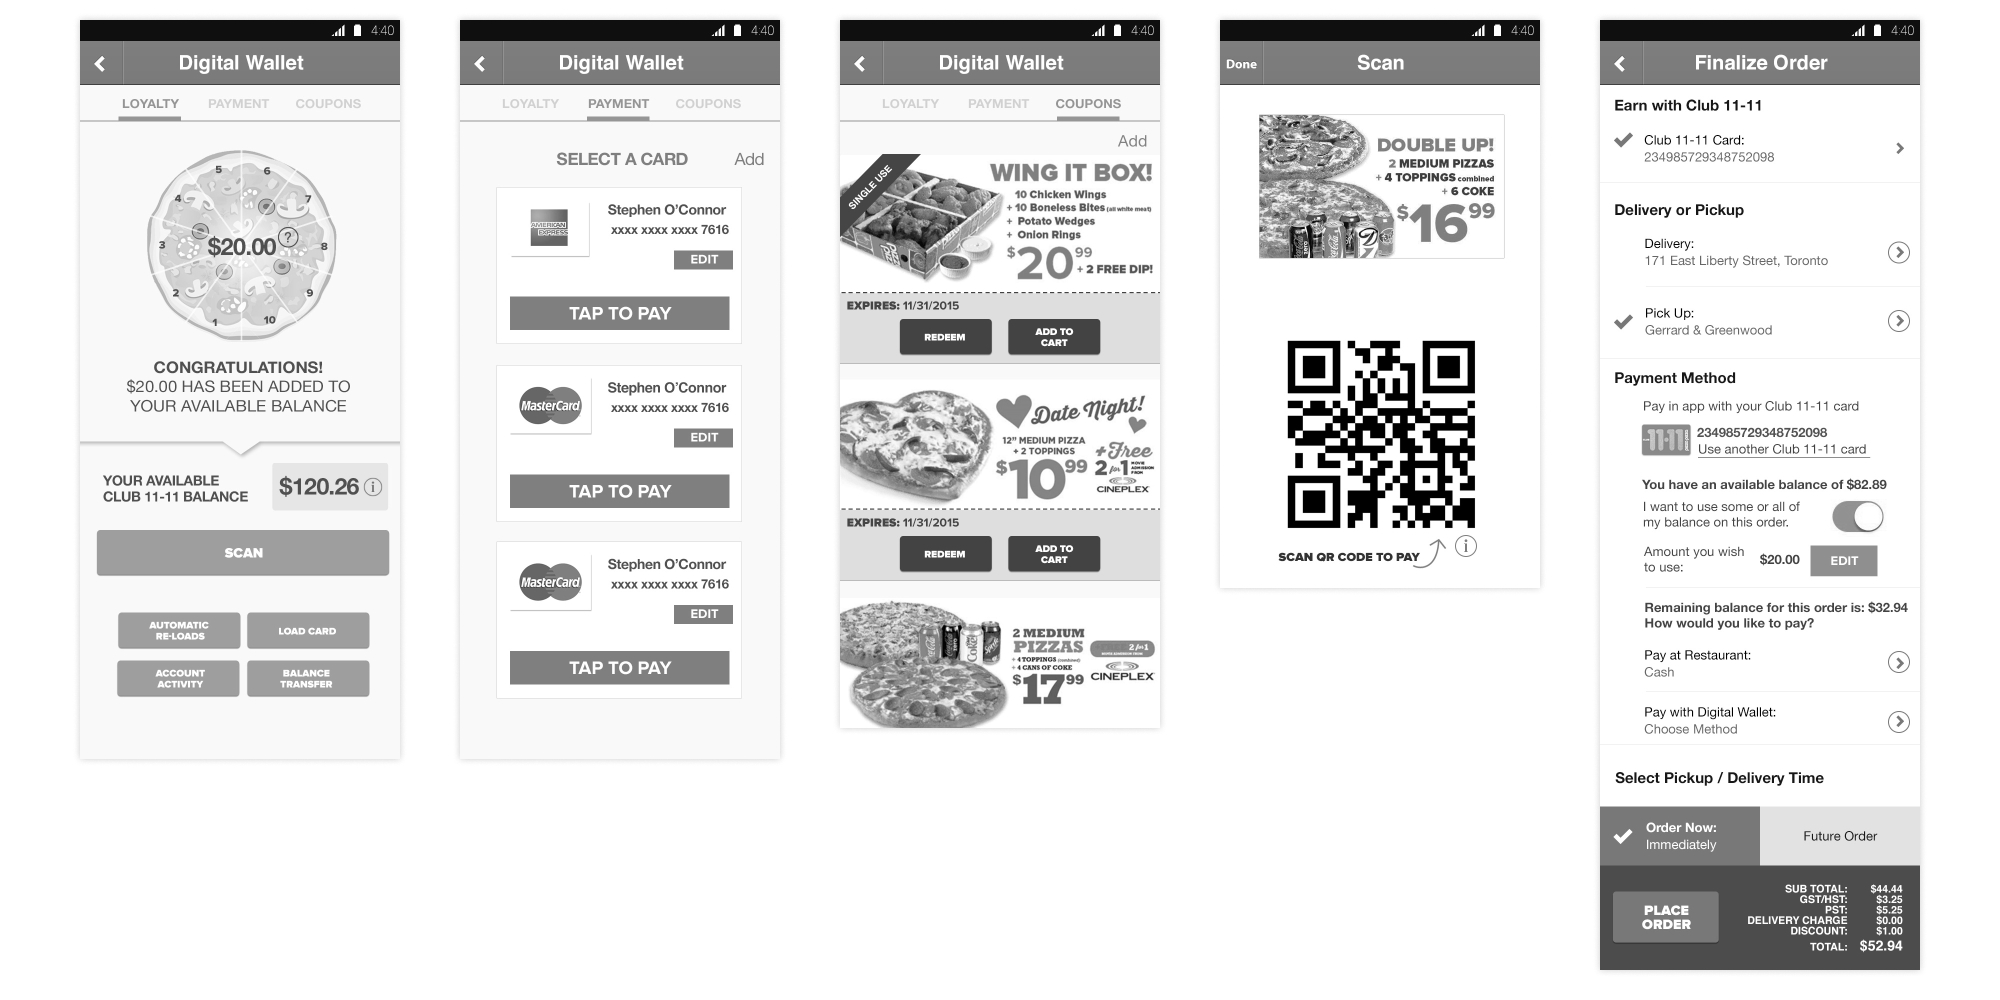 4:40
Digital Wallet
LOYALTY PAYMENT COUPONS
5
6
4
7
3
$20.00
?
8
2
9
1
10
CONGRATULATIONS!
$20.00 HAS BEEN ADDED TO
YOUR AVAILABLE BALANCE
YOUR AVAILABLE
CLUB 11-11 BALANCE
$120.26 i
SCAN
AUTOMATIC
RE-LOADS
LOAD CARD
ACCOUNT
ACTIVITY
BALANCE
TRANSFER
4:40
Digital Wallet
LOYALTY PAYMENT COUPONS
SELECT A CARD Add
AMERICAN
EXPRESS
Stephen O'Connor
xxxx xxxx xxxx 7616
EDIT
TAP TO PAY
MasterCard
Stephen O'Connor
xxxx xxxx xxxx 7616
EDIT
TAP TO PAY
MasterCard
Stephen O'Connor
xxxx xxxx xxxx 7616
EDIT
TAP TO PAY
4:40
Digital Wallet
LOYALTY PAYMENT COUPONS
Add
SINGLE USE
WING IT BOX!
10 Chicken Wings
+ 10 Boneless Bites (all white meat)
+ Potato Wedges
+ Onion Rings
$20.99 + 2 FREE DIP!
EXPIRES: 11/31/2015
REDEEM
ADD TO
CART
Date Night!
12" MEDIUM PIZZA
+ 2 TOPPINGS
$10.99
+Free
2 for 1
MOVIE
ADMISSION
FROM
CINEPLEX
EXPIRES: 11/31/2015
REDEEM
ADD TO
CART
2 MEDIUM
PIZZAS
+ 4 TOPPINGS (combined)
+ 4 CANS OF COKE
$17.99
2 for 1
CINEPLEX
4:40
Done Scan
DOUBLE UP!
2 MEDIUM PIZZAS
+ 4 TOPPINGS combined
+ 6 COKE
$16.99
SCAN QR CODE TO PAY i
4:40
Finalize Order
Earn with Club 11-11
Club 11-11 Card:
234985729348752098
Delivery or Pickup
Delivery:
171 East Liberty Street, Toronto
Pick Up:
Gerrard & Greenwood
Payment Method
Pay in app with your Club 11-11 card
11-11
234985729348752098
Use another Club 11-11 card
You have an available balance of $82.89
I want to use some or all of
my balance on this order.
Amount you wish
to use:
$20.00 EDIT
Remaining balance for this order is: $32.94
How would you like to pay?
Pay at Restaurant:
Cash
Pay with Digital Wallet:
Choose Method
Select Pickup / Delivery Time
Order Now:
Immediately
Future Order
PLACE
ORDER
SUB TOTAL: $44.44
GST/HST: $3.25
PST: $5.25
DELIVERY CHARGE $0.00
DISCOUNT: $1.00
TOTAL: $52.94